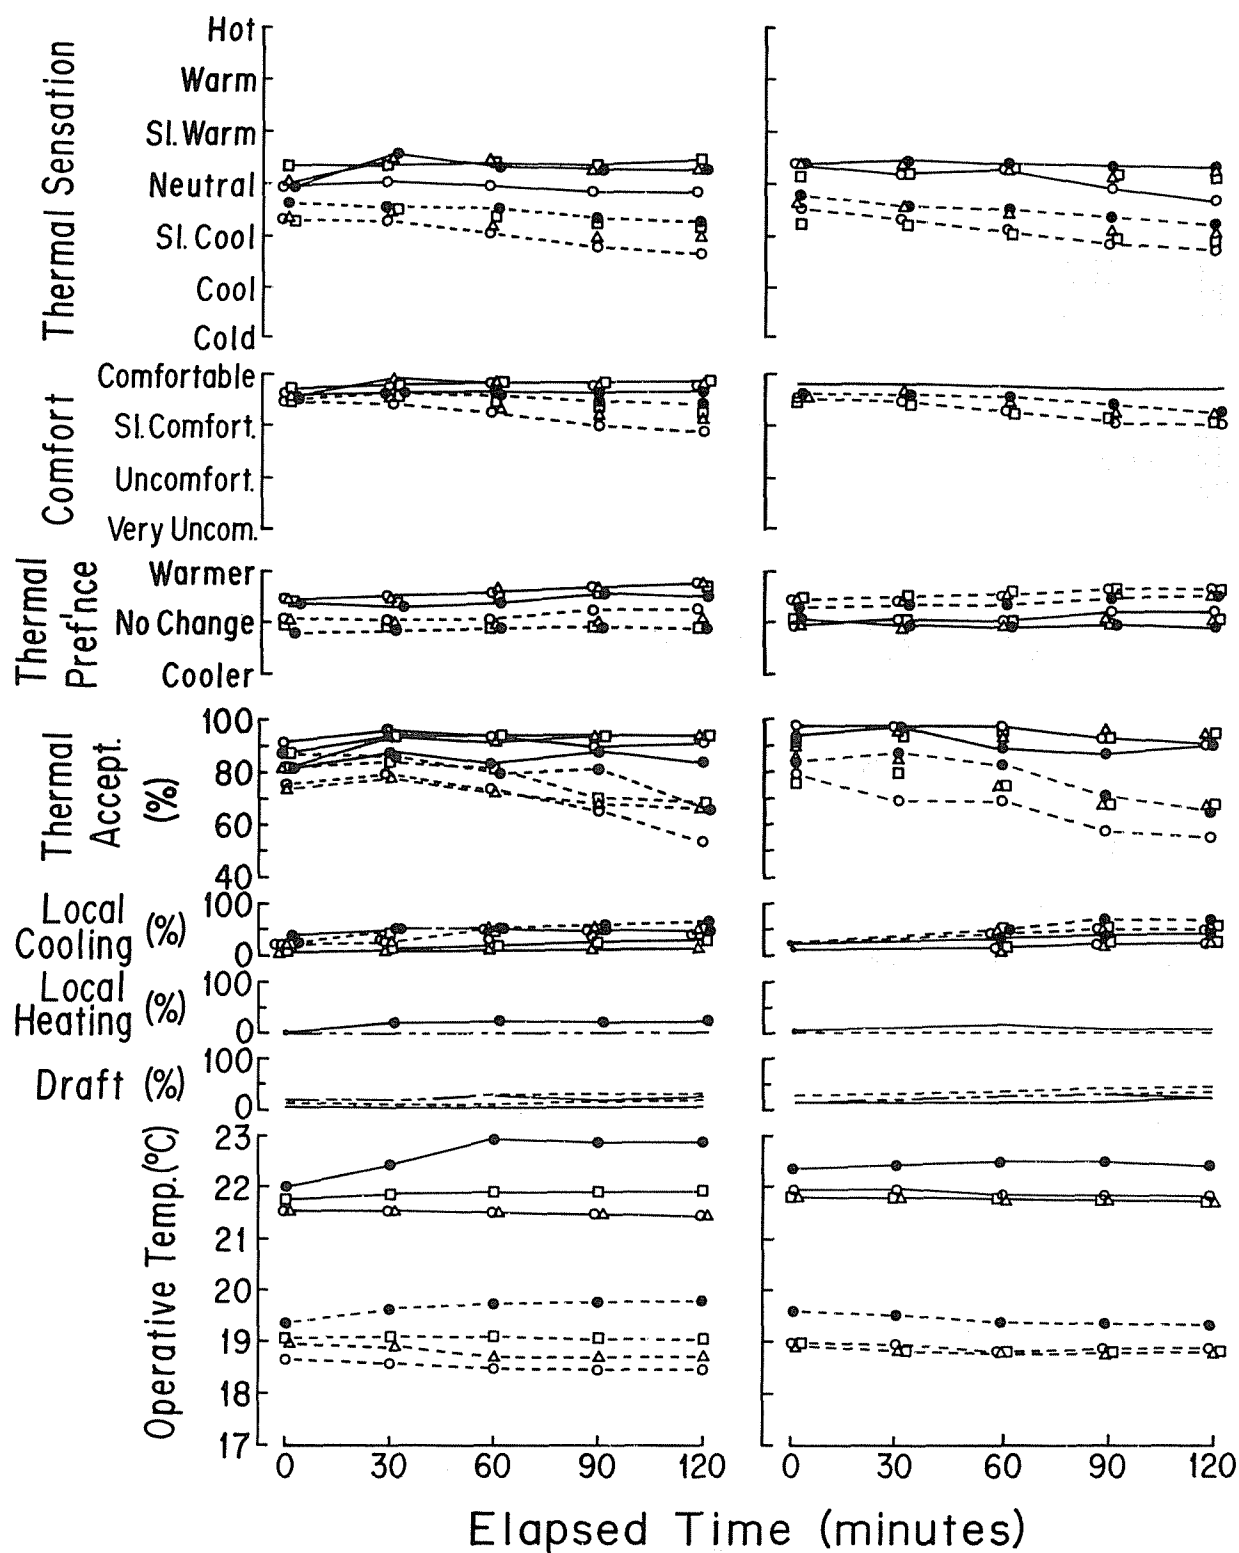 Thermal Sensation
Hot
Warm
Sl. Warm
Neutral
Sl. Cool
Cool
Cold
Comfort
Comfortable
Sl. Comfort.
Uncomfort.
Very Uncom.
Thermal
Pref'nce
Warmer
No Change
Cooler
Thermal
Accept.
(%)
100
80
60
40
Local
Cooling (%)
100
0
Local
Heating (%)
100
0
Draft (%)
100
0
Operative Temp. (°C)
23
22
21
20
19
18
17
0 30 60 90 120
0 30 60 90 120
Elapsed Time (minutes)